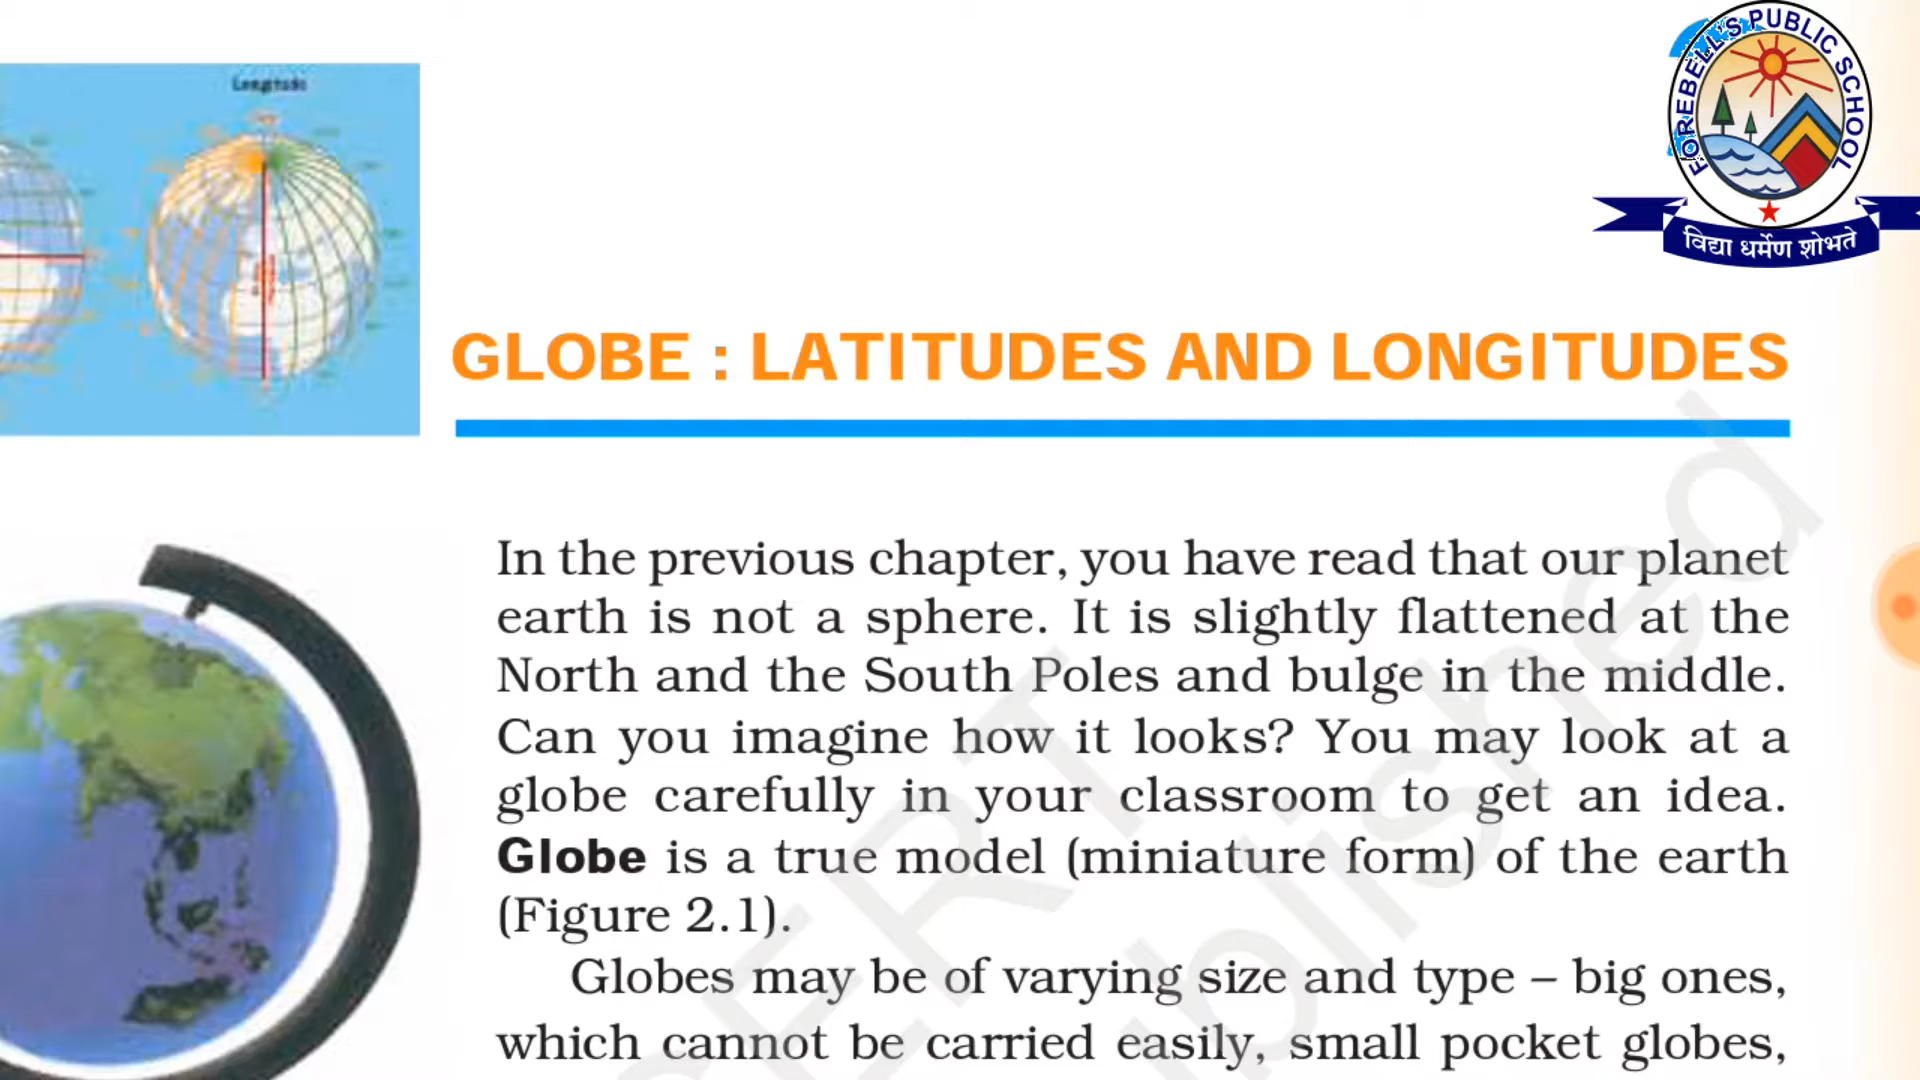 Longitude
FOREBELL'S PUBLIC SCHOOL
विद्या धर्मेण शोभते
GLOBE : LATITUDES AND LONGITUDES
In the previous chapter, you have read that our planet
earth is not a sphere. It is slightly flattened at the
North and the South Poles and bulge in the middle.
Can you imagine how it looks? You may look at a
globe carefully in your classroom to get an idea.
Globe is a true model (miniature form) of the earth
(Figure 2.1).
Globes may be of varying size and type – big ones,
which cannot be carried easily, small pocket globes,